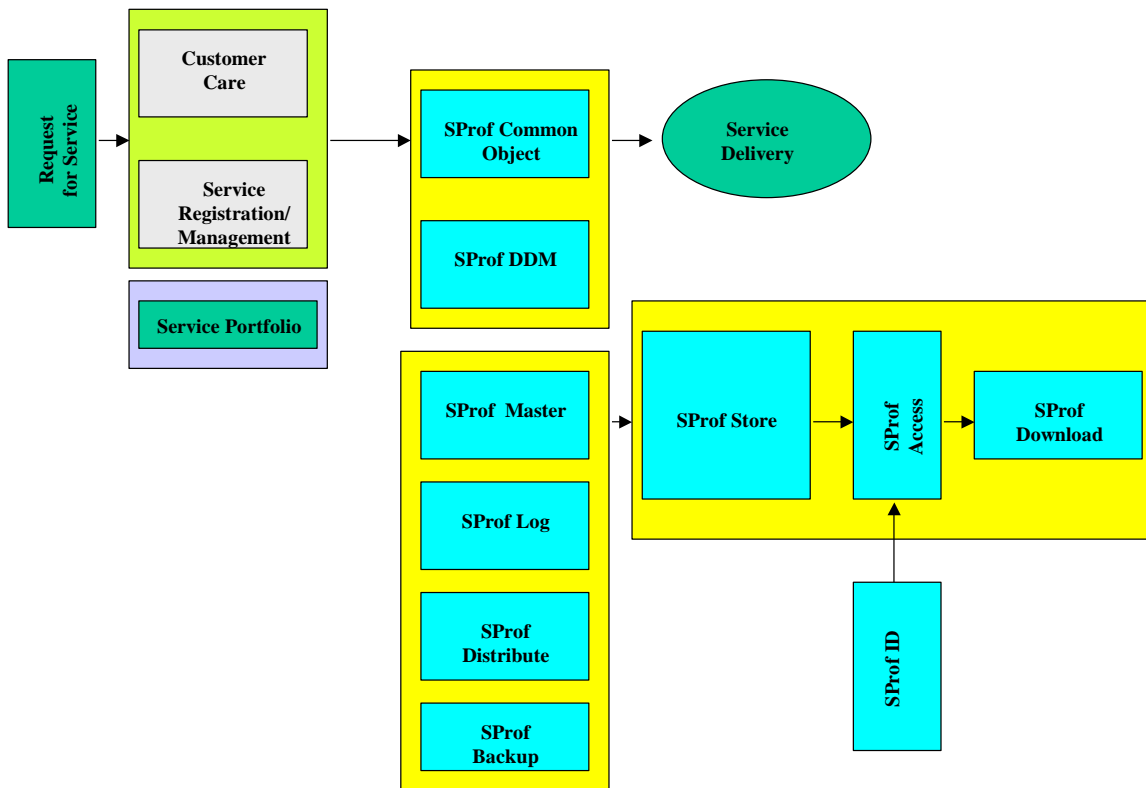 Request
for Service
Customer
Care
Service
Registration/
Management
Service Portfolio
SProf Common
Object
SProf DDM
Service
Delivery
SProf Master
SProf Log
SProf
Distribute
SProf
Backup
SProf Store
SProf
Access
SProf
Download
SProf ID